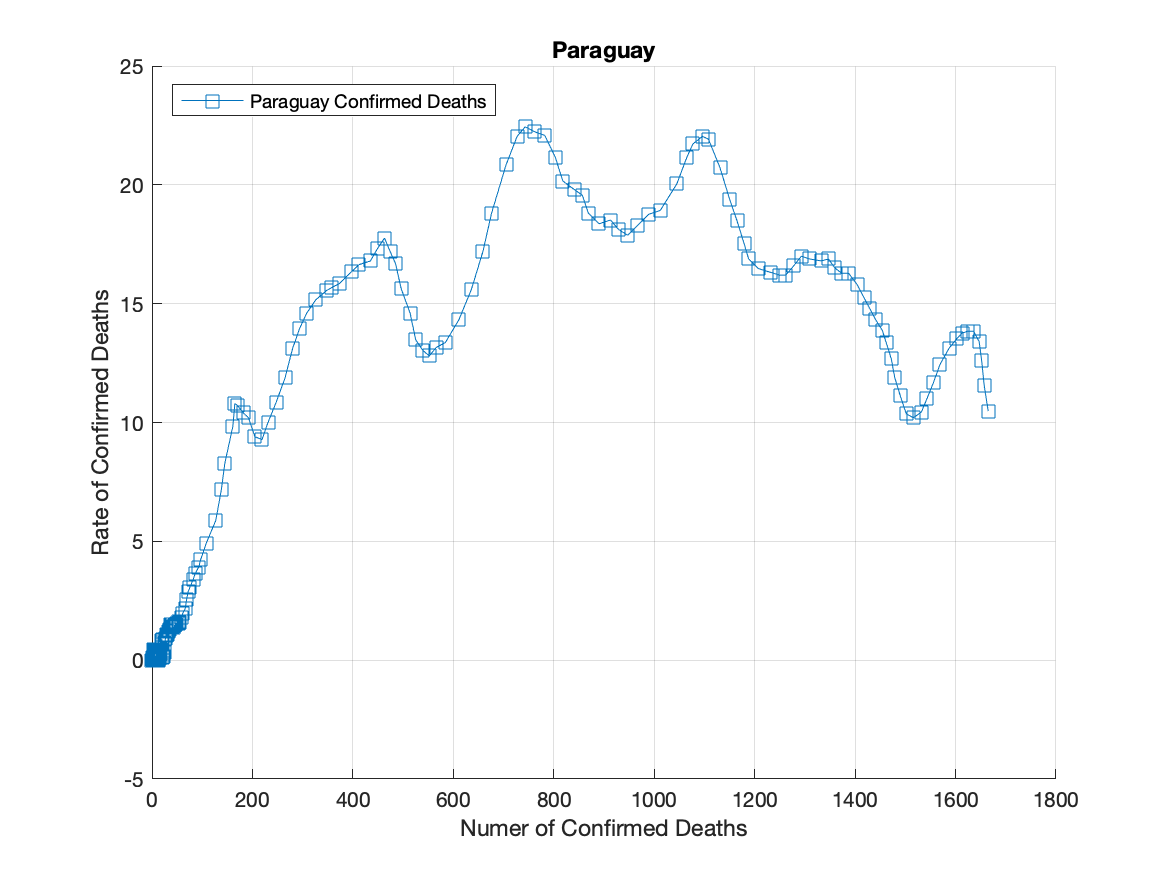 Paraguay
Paraguay Confirmed Deaths
25
20
15
10
5
0
-5
Rate of Confirmed Deaths
0 200 400 600 800 1000 1200 1400 1600 1800
Numer of Confirmed Deaths